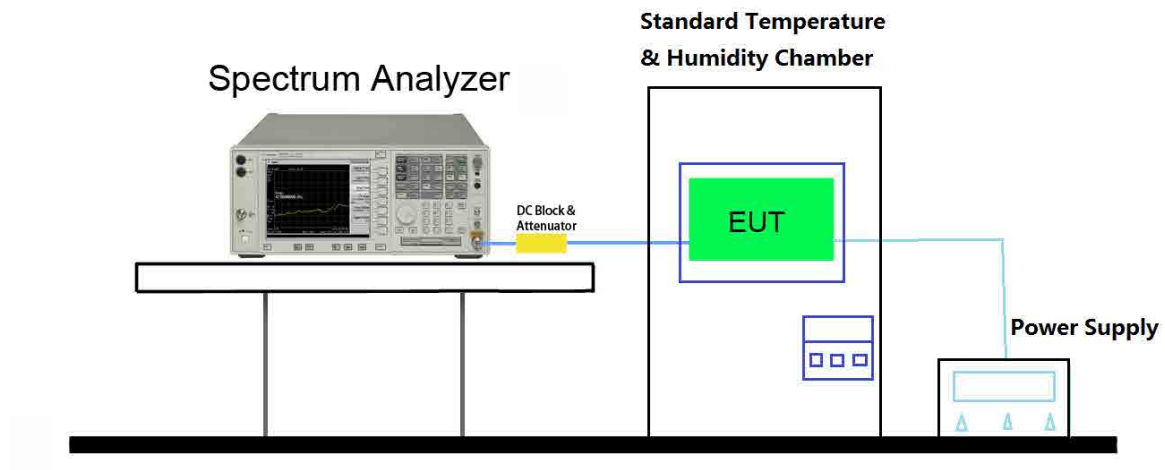 Standard Temperature
& Humidity Chamber
Spectrum Analyzer
DC Block &
Attenuator
EUT
Power Supply